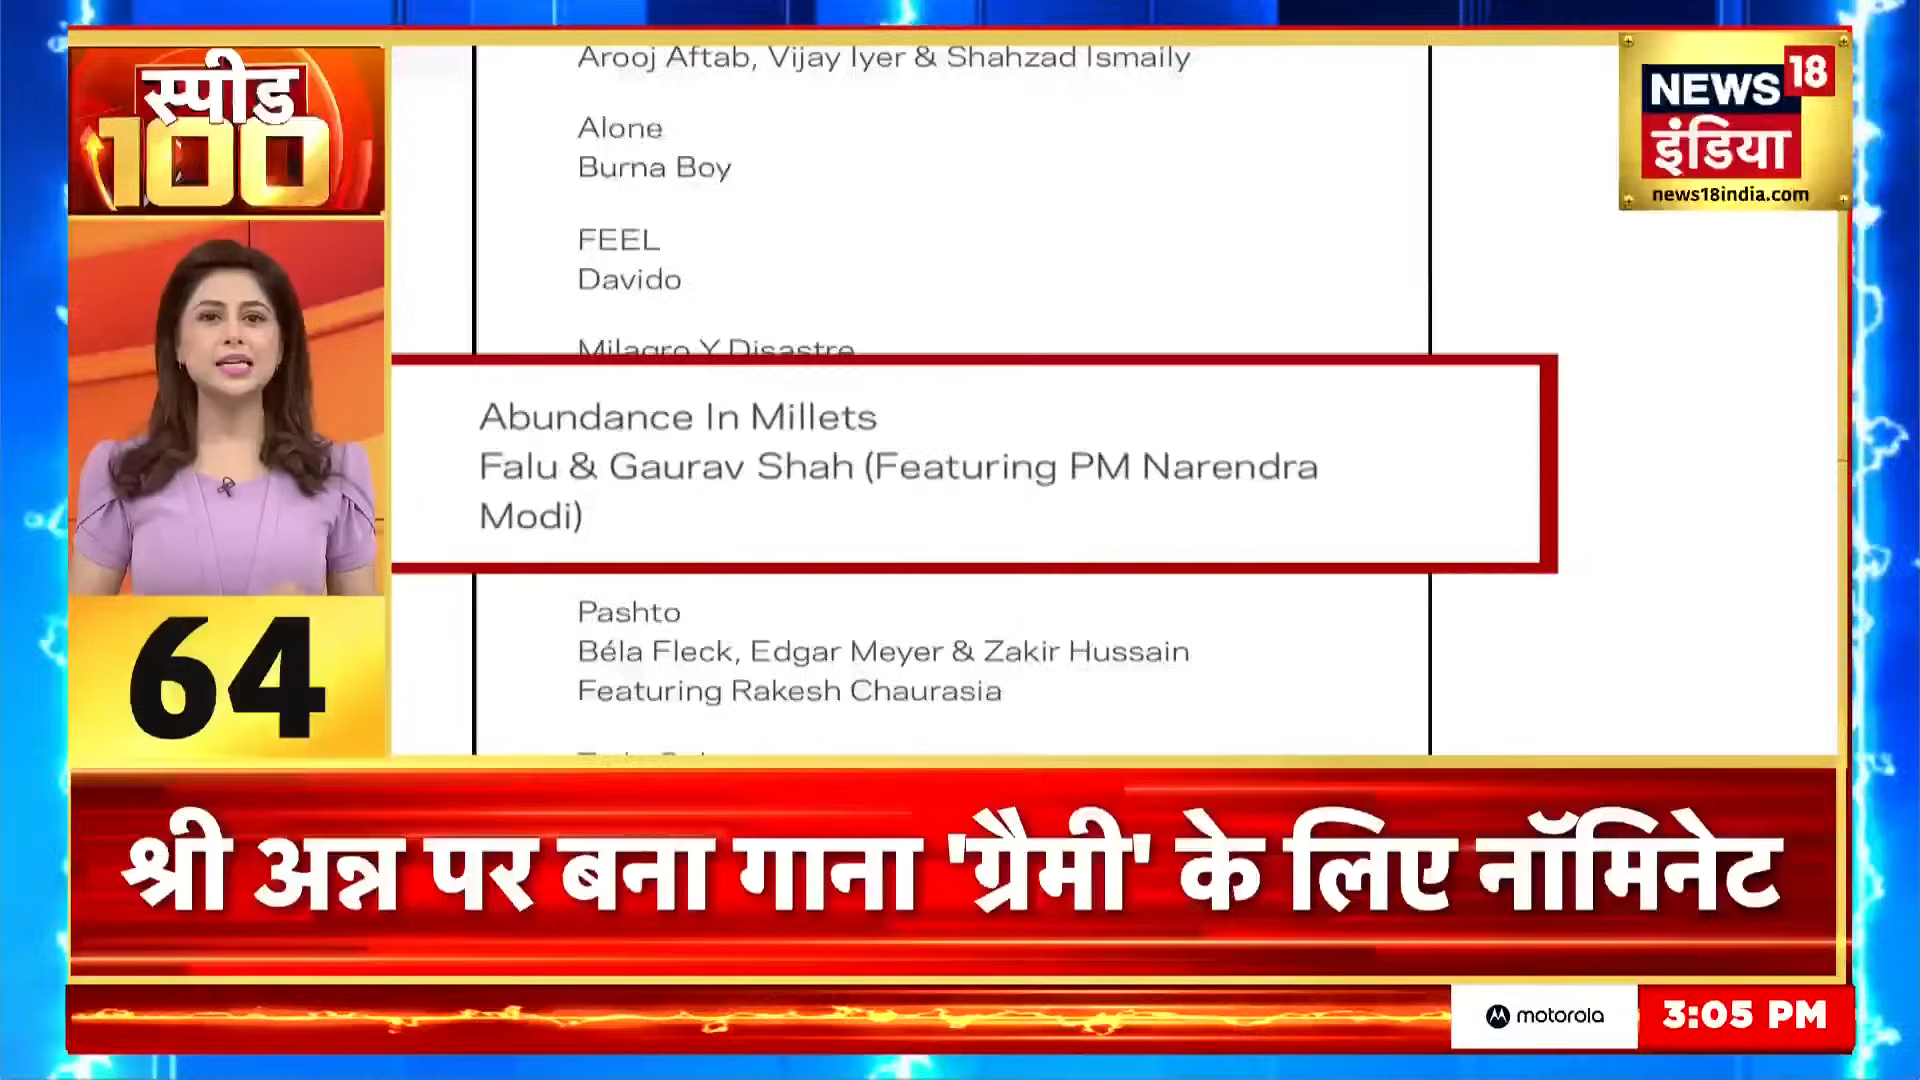 स्पीड
100
Arooj Aftab, Vijay Iyer & Shahzad Ismaily
Alone
Burna Boy
FEEL
Davido
Milagro Y Disastre
Abundance In Millets
Falu & Gaurav Shah (Featuring PM Narendra
Modi)
Pashto
Béla Fleck, Edgar Meyer & Zakir Hussain
Featuring Rakesh Chaurasia
NEWS 18
इंडिया
news18india.com
64
श्री अन्न पर बना गाना 'ग्रैमी' के लिए नॉमिनेट
motorola
3:05 PM